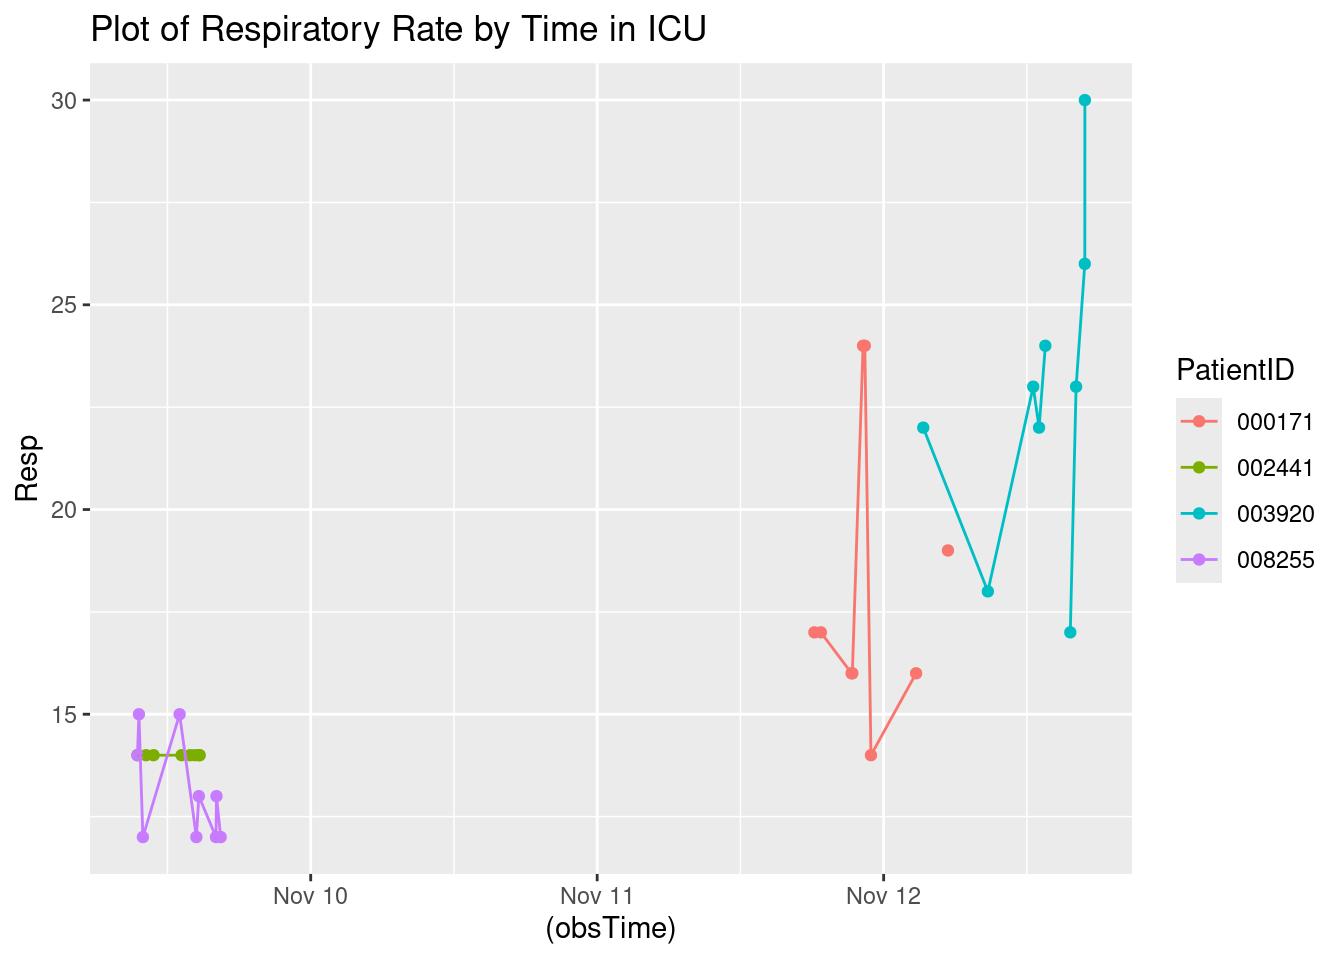 Plot of Respiratory Rate by Time in ICU
30
25
20
15
Resp
Nov 10
Nov 11
Nov 12
(obsTime)
PatientID
000171
002441
003920
008255